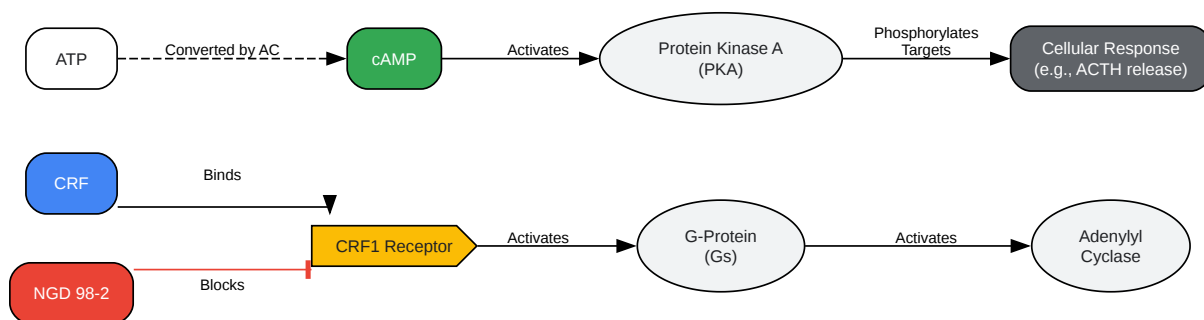 ATP
Converted by AC
cAMP
Activates
Protein Kinase A
(PKA)
Phosphorylates
Targets
Cellular Response
(e.g., ACTH release)
CRF
Binds
CRF1 Receptor
Activates
G-Protein
(Gs)
Activates
Adenylyl
Cyclase
NGD 98-2
Blocks